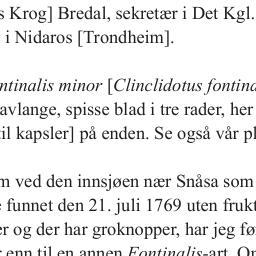 s Krog] Bredal, sekretær i Det Kgl.
i Nidaros [Trondheim].
ntinalis minor [Clinclidotus fontina
avlange, spisse blad i tre rader, her
til kapsler] på enden. Se også vår pl
m ved den innsjøen nær Snåsa som
funnet den 21. juli 1769 uten frukt
er og der har groknopper, har jeg fø
enn til en annen Fontinalis-art. Om